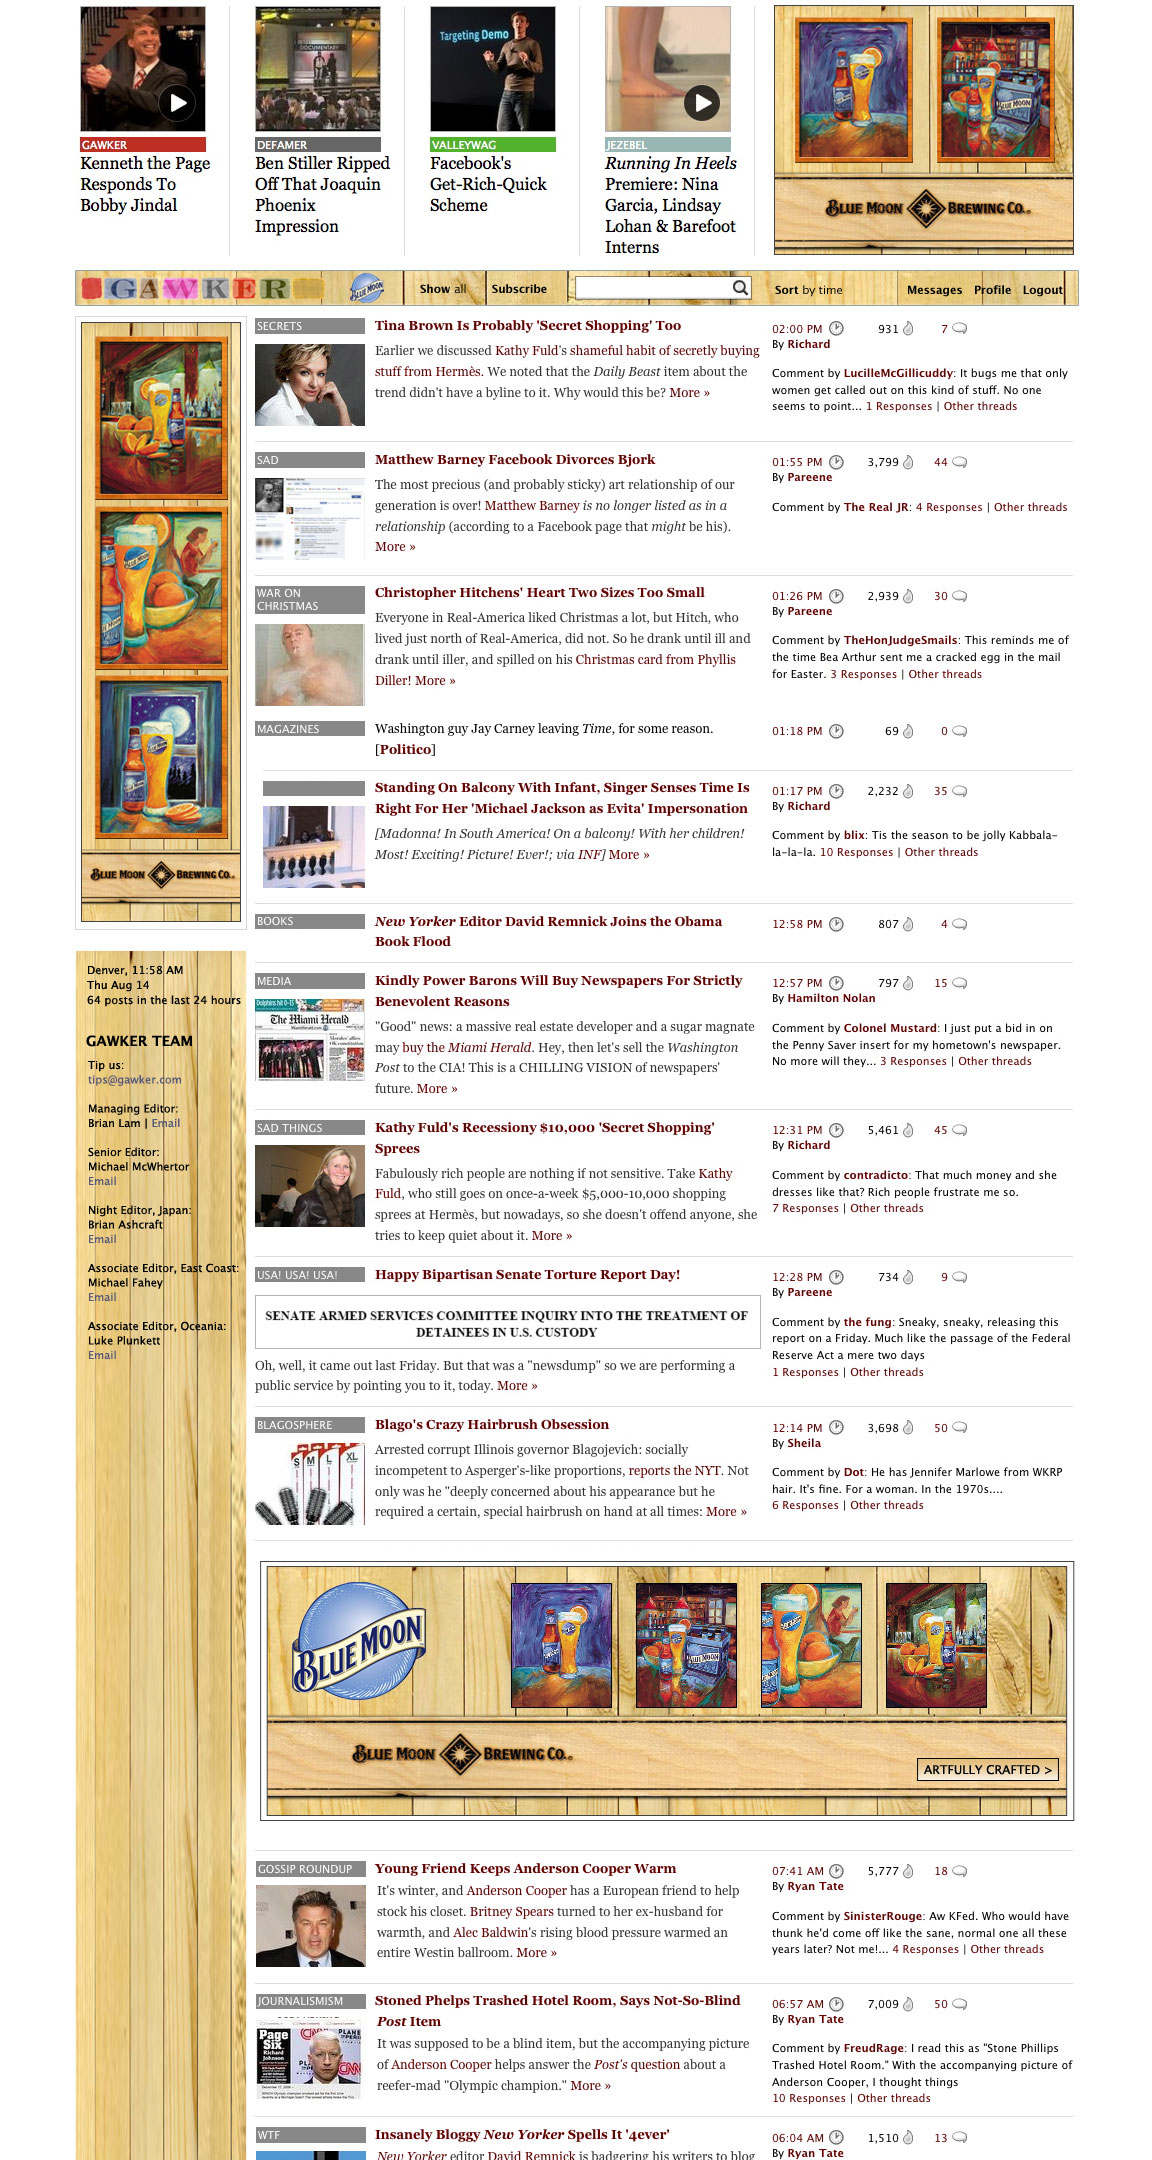 Targeting Demo
DOCUMENTARY
GAWKER
Kenneth the Page
Responds To
Bobby Jindal
DEFAMER
Ben Stiller Ripped
Off That Joaquin
Phoenix
Impression
VALLEYWAG
Facebook's
Get-Rich-Quick
Scheme
JEZEBEL
Running In Heels
Premiere: Nina
Garcia, Lindsay
Lohan & Barefoot
Interns
BLUE MOON
BLUE MOON BREWING CO.
GAWKER
BLUE MOON
Show all
Subscribe
Sort by time
Messages Profile Logout
SECRETS
Tina Brown Is Probably 'Secret Shopping' Too
Earlier we discussed Kathy Fuld's shameful habit of secretly buying
stuff from Hermès. We noted that the Daily Beast item about the
trend didn't have a byline to it. Why would this be? More »
02:00 PM 931 7
By Richard
Comment by LucilleMcGillicuddy: It bugs me that only
women get called out on this kind of stuff. No one
seems to point... 1 Responses | Other threads
SAD
Matthew Barney Facebook Divorces Bjork
The most precious (and probably sticky) art relationship of our
generation is over! Matthew Barney is no longer listed as in a
relationship (according to a Facebook page that might be his).
More »
01:55 PM 3,799 44
By Pareene
Comment by The Real JR: 4 Responses | Other threads
WAR ON
CHRISTMAS
Christopher Hitchens' Heart Two Sizes Too Small
Everyone in Real-America liked Christmas a lot, but Hitch, who
lived just north of Real-America, did not. So he drank until ill and
drank until iller, and spilled on his Christmas card from Phyllis
Diller! More »
01:26 PM 2,939 30
By Pareene
Comment by TheHonJudgeSmails: This reminds me of
the time Bea Arthur sent me a cracked egg in the mail
for Easter. 3 Responses | Other threads
MAGAZINES
Washington guy Jay Carney leaving Time, for some reason.
[Politico]
01:18 PM 69 0
Standing On Balcony With Infant, Singer Senses Time Is
Right For Her 'Michael Jackson as Evita' Impersonation
[Madonna! In South America! On a balcony! With her children!
Most! Exciting! Picture! Ever!; via INF] More »
01:17 PM 2,232 35
By Richard
Comment by blix: Tis the season to be jolly Kabbala-
la-la-la. 10 Responses | Other threads
BLUE MOON BREWING CO.
BOOKS
New Yorker Editor David Remnick Joins the Obama
Book Flood
12:58 PM 807 4
Denver, 11:58 AM
Thu Aug 14
64 posts in the last 24 hours
GAWKER TEAM
Tip us:
tips@gawker.com
Managing Editor:
Brian Lam | Email
Senior Editor:
Michael McWhertor
Email
Night Editor, Japan:
Brian Ashcraft
Email
Associate Editor, East Coast:
Michael Fahey
Email
Associate Editor, Oceania:
Luke Plunkett
Email
MEDIA
Dolphins hit 0-13
The Miami Herald
Kindly Power Barons Will Buy Newspapers For Strictly
Benevolent Reasons
"Good" news: a massive real estate developer and a sugar magnate
may buy the Miami Herald. Hey, then let's sell the Washington
Post to the CIA! This is a CHILLING VISION of newspapers'
future. More »
12:57 PM 797 15
By Hamilton Nolan
Comment by Colonel Mustard: I just put a bid in on
the Penny Saver insert for my hometown's newspaper.
No more will they... 3 Responses | Other threads
SAD THINGS
Kathy Fuld's Recessiony $10,000 'Secret Shopping'
Sprees
Fabulously rich people are nothing if not sensitive. Take Kathy
Fuld, who still goes on once-a-week $5,000-10,000 shopping
sprees at Hermès, but nowadays, so she doesn't offend anyone, she
tries to keep quiet about it. More »
12:31 PM 5,461 45
By Richard
Comment by contradicto: That much money and she
dresses like that? Rich people frustrate me so.
7 Responses | Other threads
USA! USA! USA!
Happy Bipartisan Senate Torture Report Day!
SENATE ARMED SERVICES COMMITTEE INQUIRY INTO THE TREATMENT OF
DETAINEES IN U.S. CUSTODY
Oh, well, it came out last Friday. But that was a "newsdump" so we are performing a
public service by pointing you to it, today. More »
12:28 PM 734 9
By Pareene
Comment by the fung: Sneaky, sneaky, releasing this
report on a Friday. Much like the passage of the Federal
Reserve Act a mere two days
1 Responses | Other threads
BLAGOSPHERE
S M L XL
Blago's Crazy Hairbrush Obsession
Arrested corrupt Illinois governor Blagojevich: socially
incompetent to Asperger's-like proportions, reports the NYT. Not
only was he "deeply concerned about his appearance but he
required a certain, special hairbrush on hand at all times: More »
12:14 PM 3,698 50
By Sheila
Comment by Dot: He has Jennifer Marlowe from WKRP
hair. It's fine. For a woman. In the 1970s....
6 Responses | Other threads
BLUE MOON
BLUE MOON
BLUE MOON BREWING CO.
ARTFULLY CRAFTED >
GOSSIP ROUNDUP
Young Friend Keeps Anderson Cooper Warm
It's winter, and Anderson Cooper has a European friend to help
stock his closet. Britney Spears turned to her ex-husband for
warmth, and Alec Baldwin's rising blood pressure warmed an
entire Westin ballroom. More »
07:41 AM 5,777 18
By Ryan Tate
Comment by SinisterRouge: Aw KFed. Who would have
thunk he'd come off like the sane, normal one all these
years later? Not me!... 4 Responses | Other threads
JOURNALISMISM
Page
Six
CNN
Stoned Phelps Trashed Hotel Room, Says Not-So-Blind
Post Item
It was supposed to be a blind item, but the accompanying picture
of Anderson Cooper helps answer the Post's question about a
reefer-mad "Olympic champion." More »
06:57 AM 7,009 50
By Ryan Tate
Comment by FreudRage: I read this as "Stone Phillips
Trashed Hotel Room." With the accompanying picture of
Anderson Cooper, I thought things
10 Responses | Other threads
WTF
Insanely Bloggy New Yorker Spells It '4ever'
New Yorker editor David Remnick is badgering his writers to blog
06:04 AM 1,510 13
By Ryan Tate